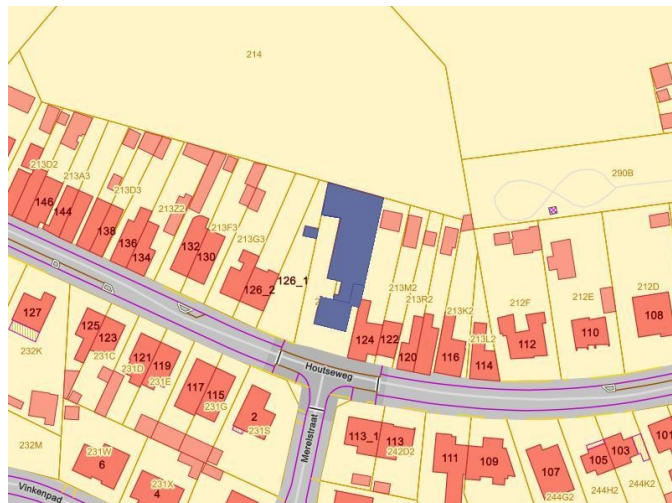 214
290B
213D2
213A3
213D3
213Z2
213F3
213G3
146
144
138
136
134
132
130
126_2
126_1
213M2
213R2
213K2
213L2
212F
212E
212D
124
122
120
116
114
112
110
108
127
125
123
121
119
117
115
2
232K
231C
231D
231E
231G
231S
Houtseweg
Merelstraat
113_1
113
242D2
111
109
107
105
103
101
244G2
244H2
244K2
232M
231W
6
231X
4
Vinkenpad